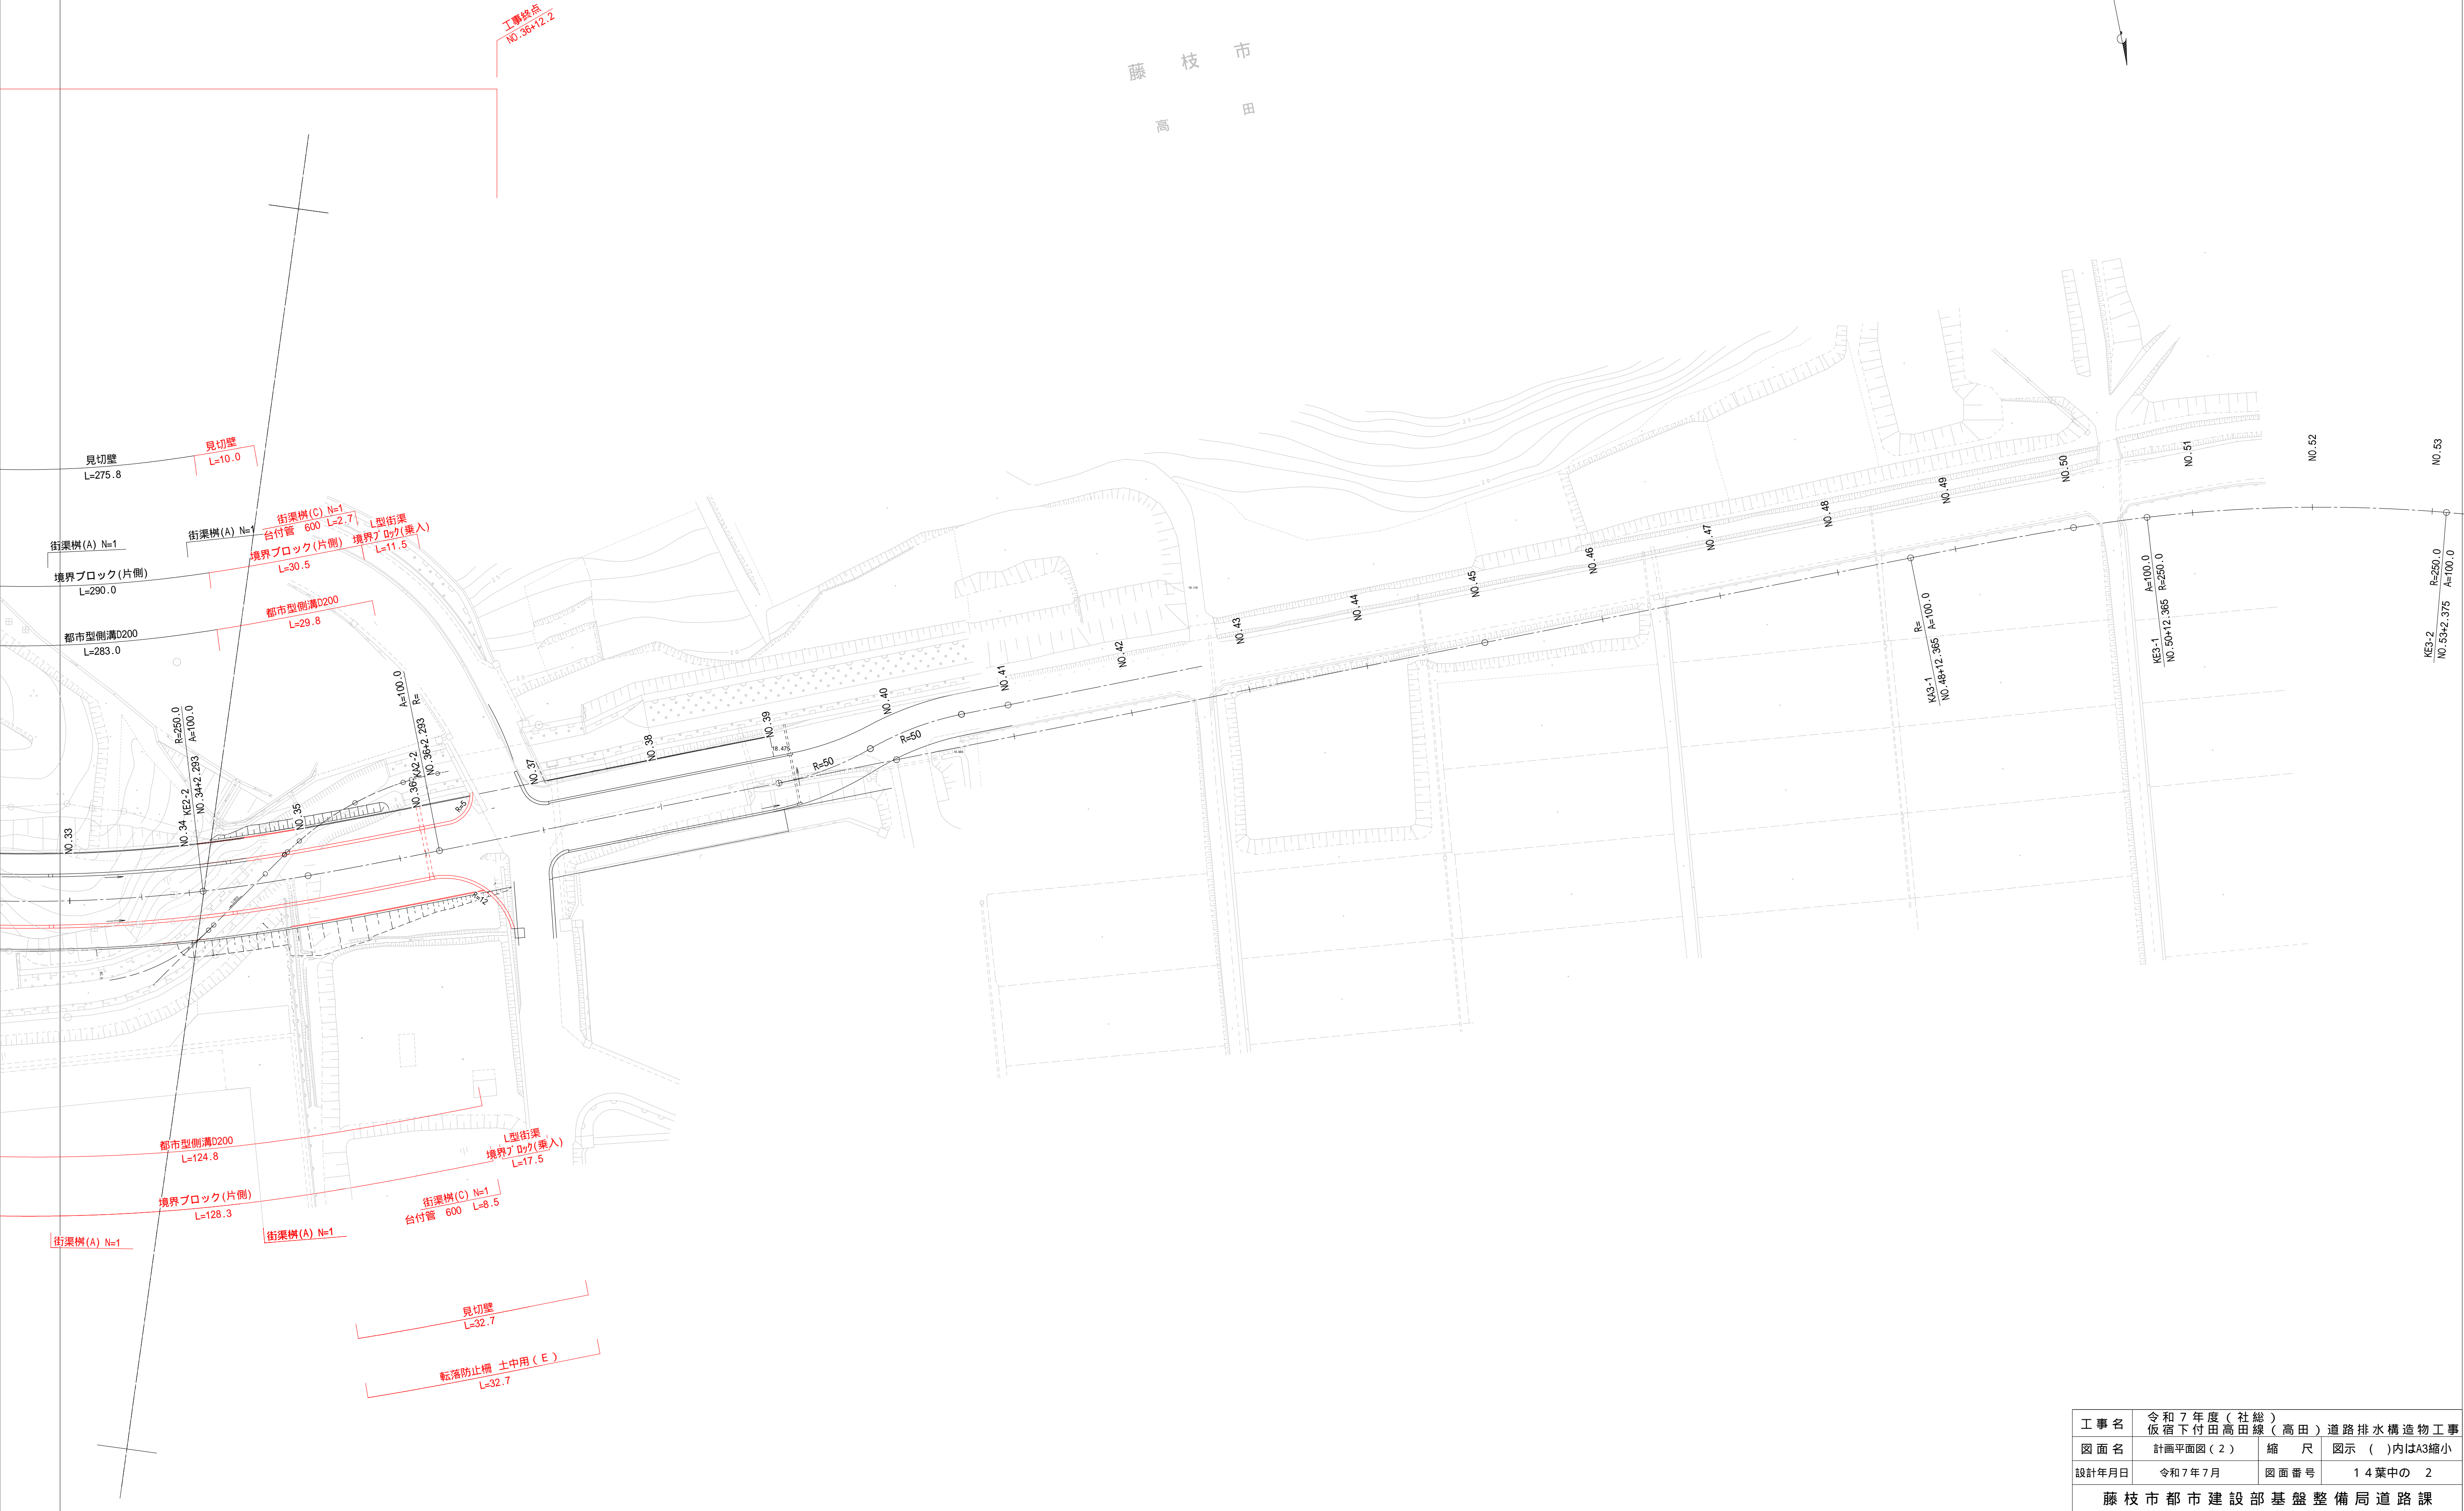 工事終点
NO.36+12.2
藤 枝 市
高 田
見切壁
L=275.8
見切壁
L=10.0
街渠桝(A) N=1
街渠桝(A) N=1
街渠桝(C) N=1
台付管 600 L=2.7
L型街渠
境界ブロック(乗入)
L=11.5
境界ブロック(片側)
L=290.0
境界ブロック(片側)
L=30.5
都市型側溝D200
L=283.0
都市型側溝D200
L=29.8
R=250.0
A=100.0
KE2-2
NO.34+2.293
A=100.0
R=
KA2-2
NO.36+2.293
NO.33
NO.34
NO.35
NO.36
NO.37
NO.38
NO.39
NO.40
NO.41
NO.42
NO.43
NO.44
NO.45
NO.46
NO.47
NO.48
NO.49
NO.50
NO.51
NO.52
NO.53
18.475
R=50
R=50
R=5
R=12
R=
A=100.0
KA3-1
NO.48+12.365
A=100.0
R=250.0
KE3-1
NO.50+12.365
R=250.0
A=100.0
KE3-2
NO.53+2.375
都市型側溝D200
L=124.8
L型街渠
境界ブロック(乗入)
L=17.5
境界ブロック(片側)
L=128.3
街渠桝(C) N=1
台付管 600 L=8.5
街渠桝(A) N=1
街渠桝(A) N=1
見切壁
L=32.7
転落防止柵 土中用(E)
L=32.7
工事名 令和7年度(社総)
仮宿下付田高田線(高田)道路排水構造物工事
図面名 計画平面図(2) 縮 尺 図示 ( )内はA3縮小
設計年月日 令和7年7月 図面番号 14葉中の 2
藤枝市都市建設部基盤整備局道路課